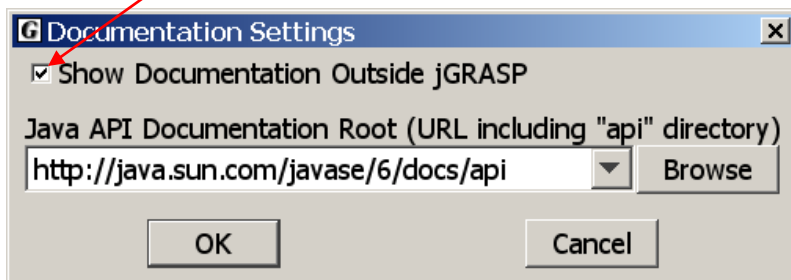 G Documentation Settings
Show Documentation Outside jGRASP
Java API Documentation Root (URL including "api" directory)
http://java.sun.com/javase/6/docs/api Browse
OK Cancel